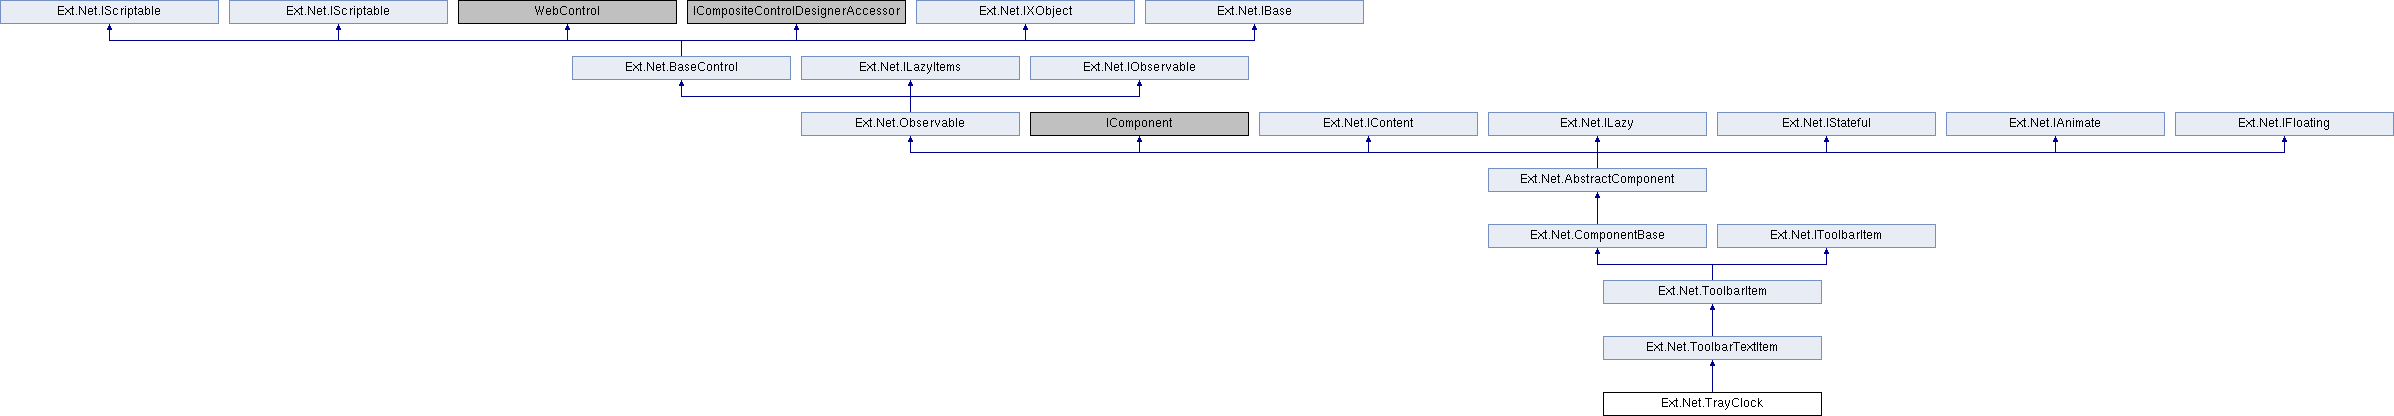 Ext.Net.IScriptable
Ext.Net.IScriptable
WebControl
ICompositeControlDesignerAccessor
Ext.Net.IXObject
Ext.Net.IBase
Ext.Net.BaseControl
Ext.Net.ILazyItems
Ext.Net.IObservable
Ext.Net.Observable
IComponent
Ext.Net.IContent
Ext.Net.ILazy
Ext.Net.IStateful
Ext.Net.IAnimate
Ext.Net.IFloating
Ext.Net.AbstractComponent
Ext.Net.ComponentBase
Ext.Net.IToolbarItem
Ext.Net.ToolbarItem
Ext.Net.ToolbarTextItem
Ext.Net.TrayClock